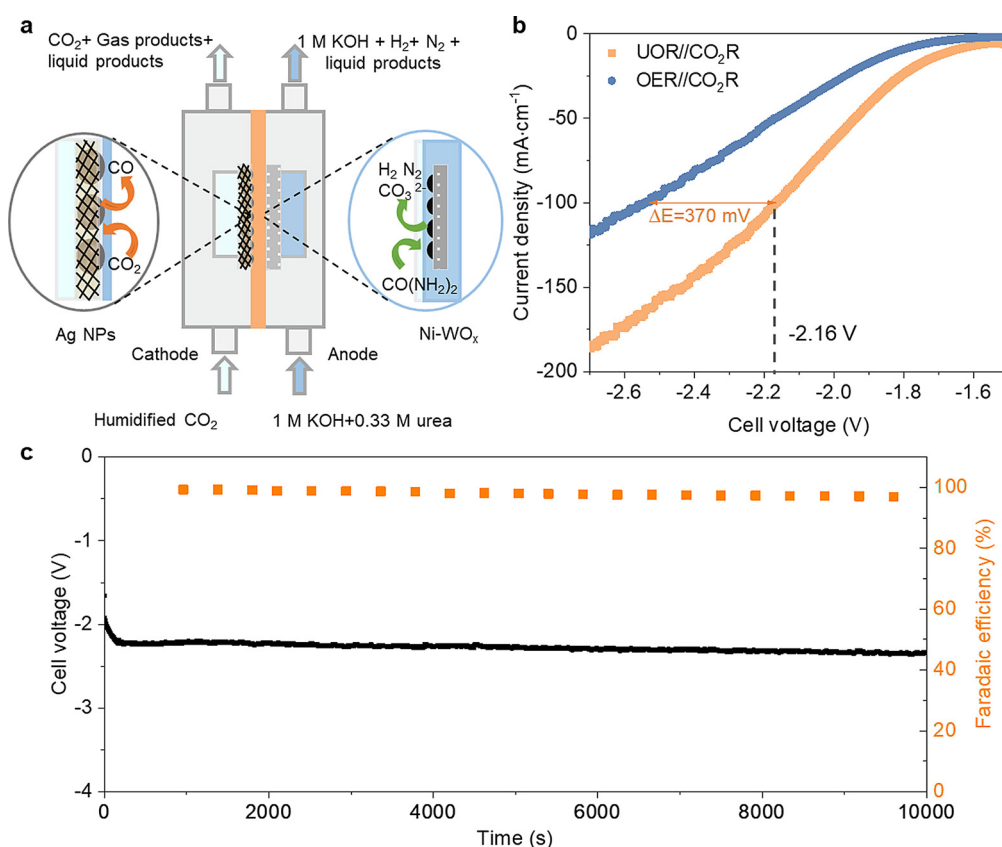 a
CO₂+ Gas products+
liquid products
1 M KOH + H₂+ N₂ +
liquid products
CO
CO₂
Ag NPs
H₂ N₂
CO₃²⁻
CO(NH₂)₂
Ni-WOₓ
Cathode
Anode
Humidified CO₂
1 M KOH+0.33 M urea
b
UOR//CO₂R
OER//CO₂R
ΔE=370 mV
-2.16 V
Current density (mA·cm⁻¹)
0
-50
-100
-150
-200
-2.6 -2.4 -2.2 -2.0 -1.8 -1.6
Cell voltage (V)
c
Cell voltage (V)
0
-1
-2
-3
-4
0 2000 4000 6000 8000 10000
Time (s)
100
80
60
40
20
0
Faradaic efficiency (%)